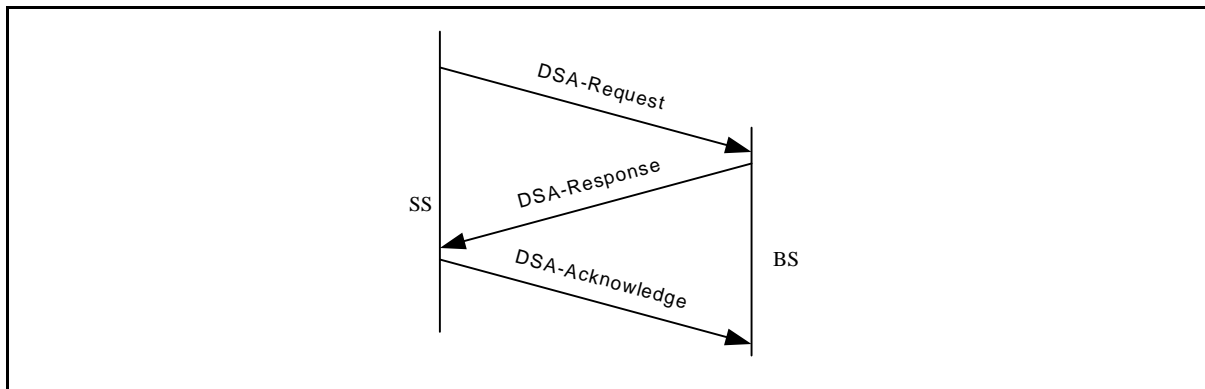 DSA-Request
DSA-Response
SS
DSA-Acknowledge
BS